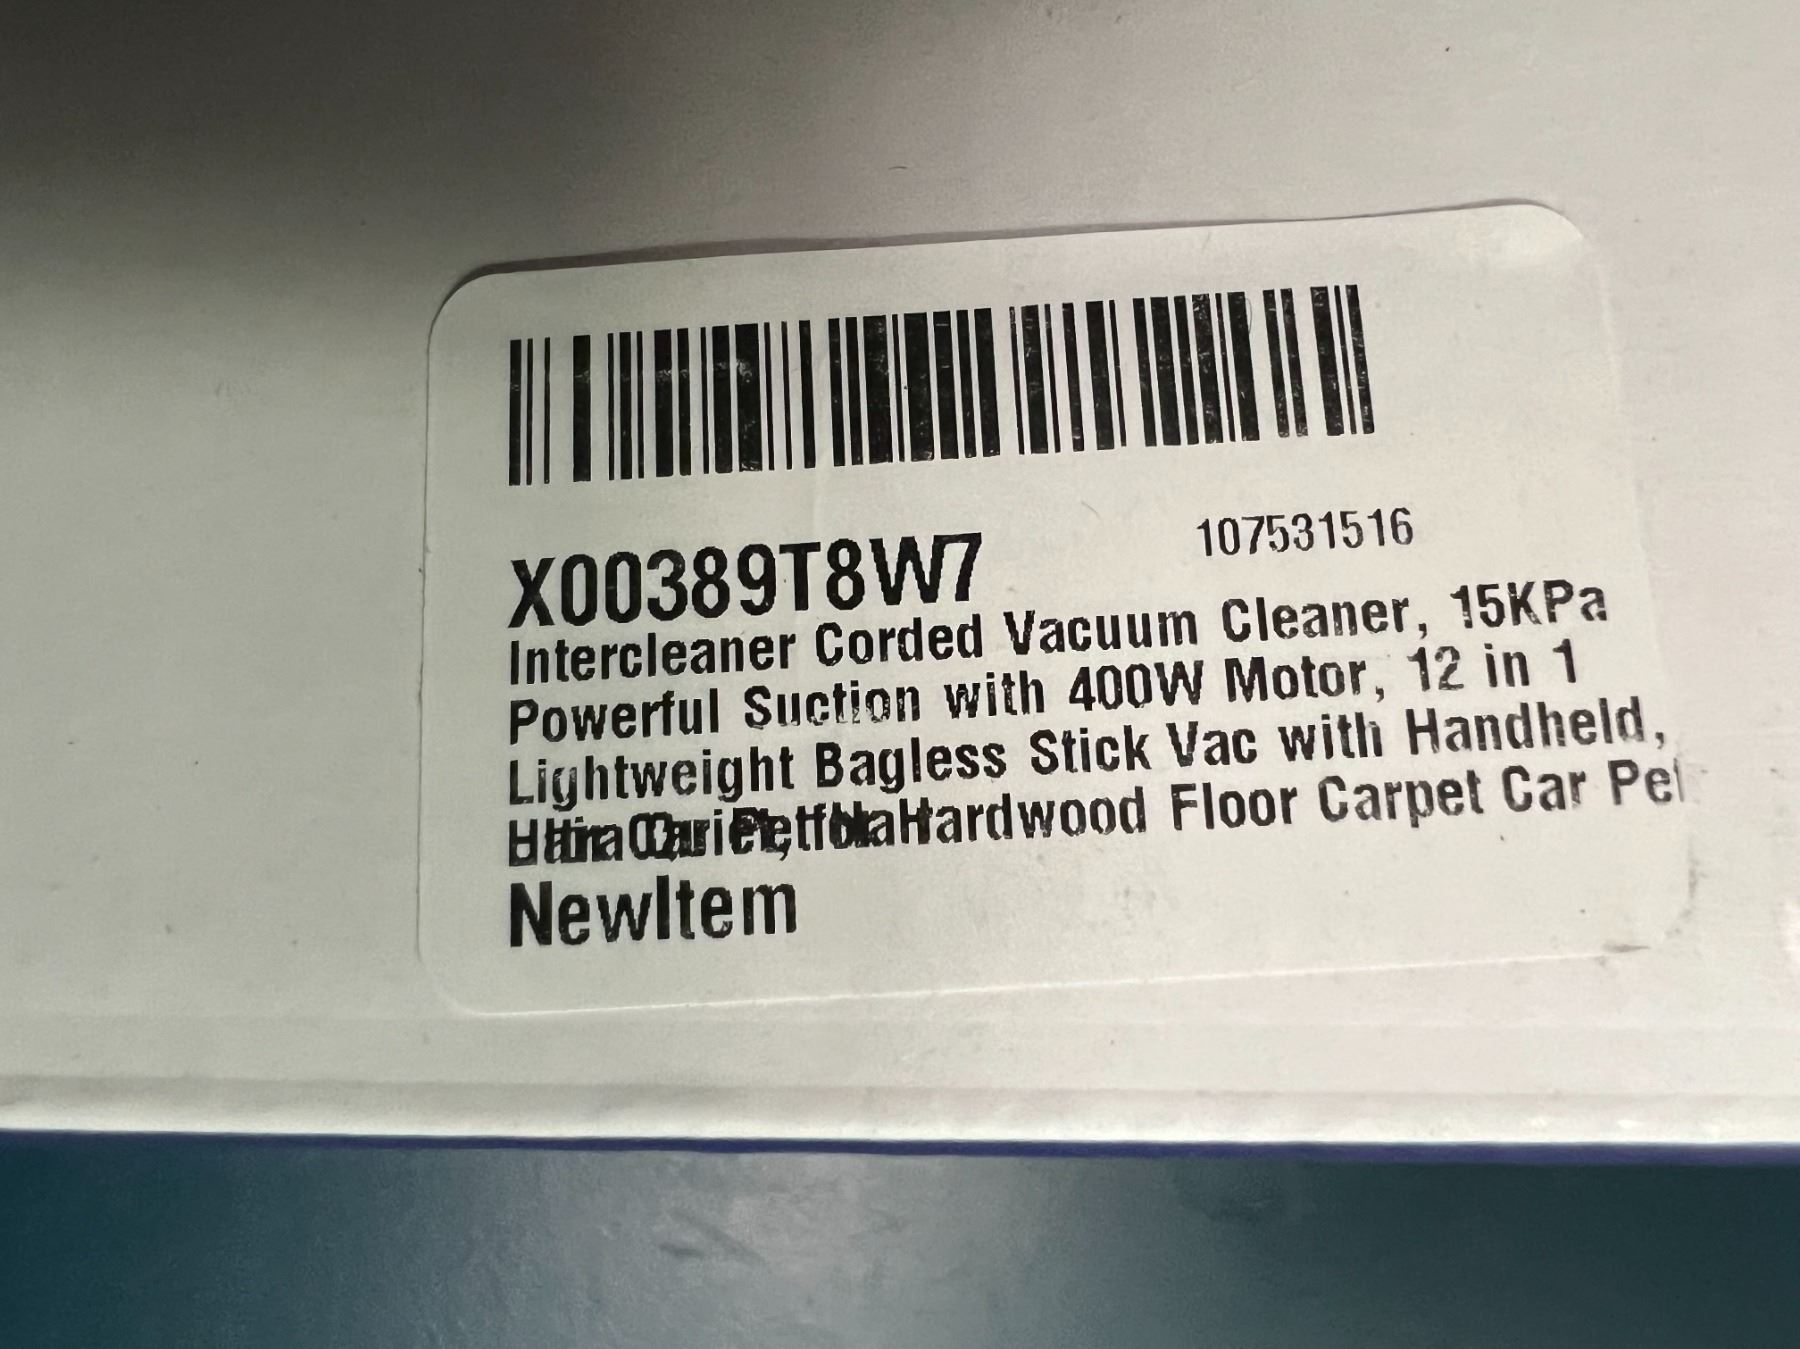 X00389T8W7
107531516
Intercleaner Corded Vacuum Cleaner, 15KPa
Powerful Suction with 400W Motor, 12 in 1
Lightweight Bagless Stick Vac with Handheld,
Hardwood Floor Carpet Car Pet
NewItem